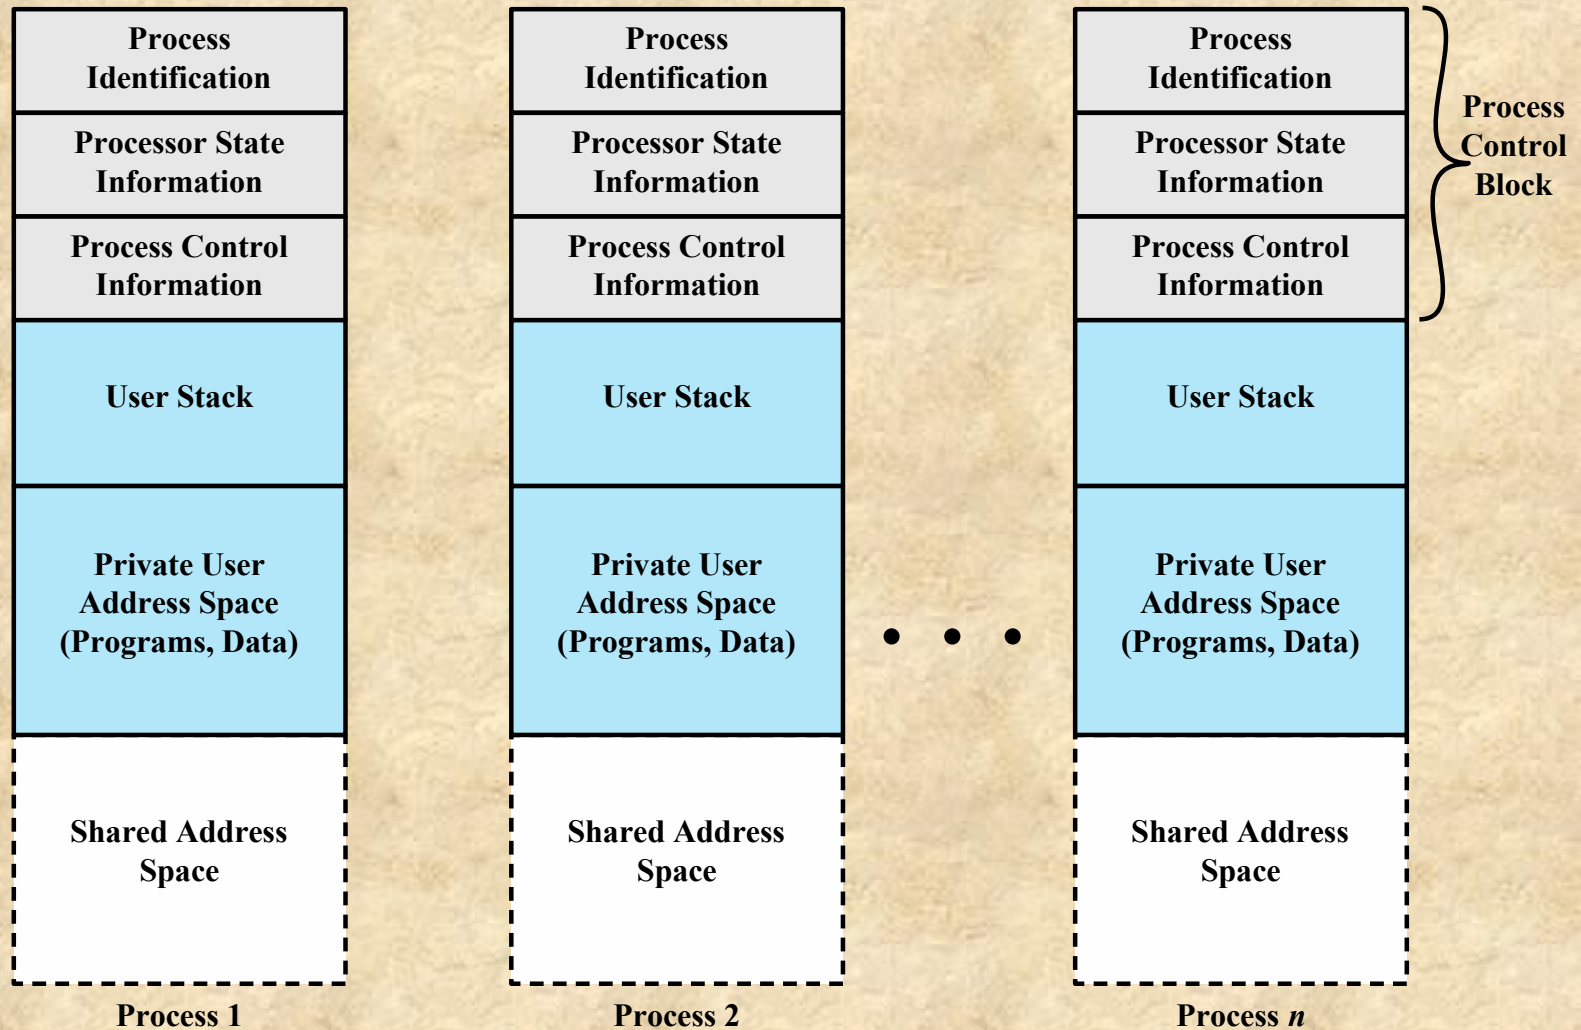 Process
Identification
Processor State
Information
Process Control
Information
User Stack
Private User
Address Space
(Programs, Data)
Shared Address
Space
Process 1
Process
Identification
Processor State
Information
Process Control
Information
User Stack
Private User
Address Space
(Programs, Data)
Shared Address
Space
Process 2
• • •
Process
Identification
Processor State
Information
Process Control
Information
User Stack
Private User
Address Space
(Programs, Data)
Shared Address
Space
Process n
Process
Control
Block